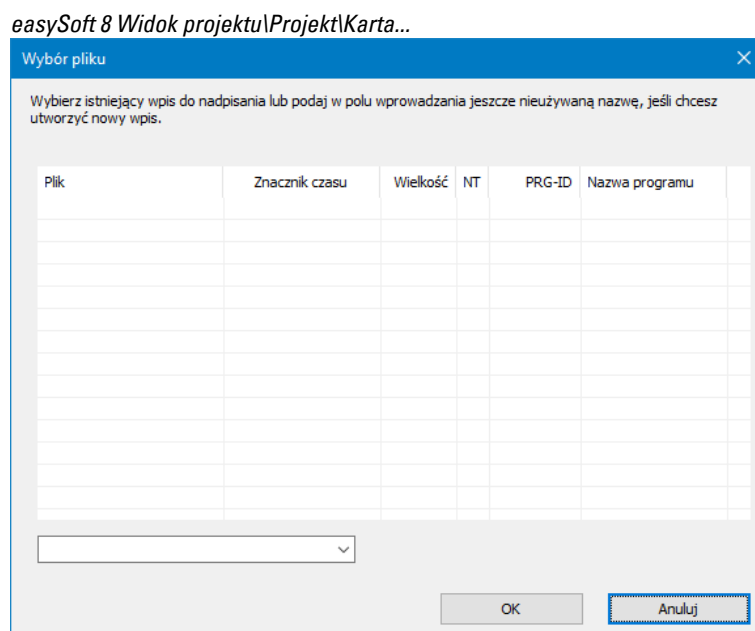 easySoft 8 Widok projektu\Projekt\Karta...
Wybór pliku
Wybierz istniejący wpis do nadpisania lub podaj w polu wprowadzania jeszcze nieużywaną nazwę, jeśli chcesz
utworzyć nowy wpis.
Plik Znacznik czasu Wielkość NT PRG-ID Nazwa programu
OK Anuluj